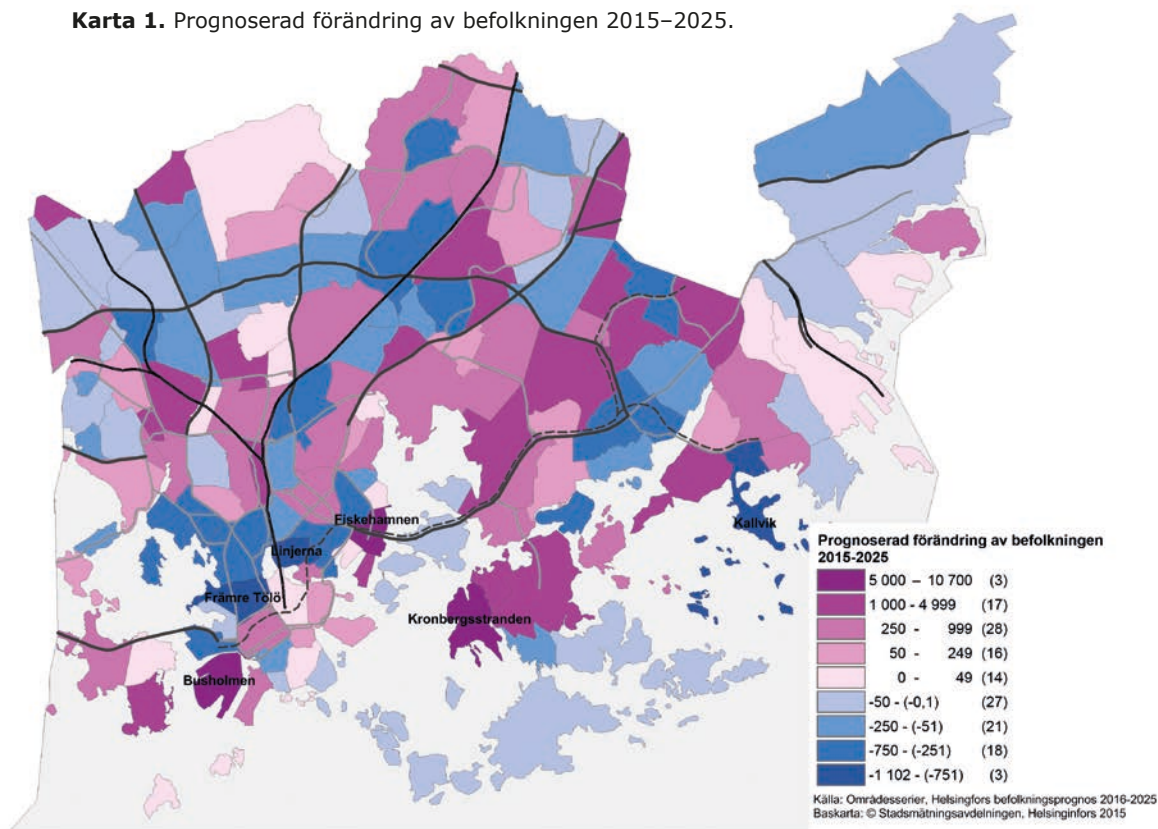 Karta 1. Prognoserad förändring av befolkningen 2015–2025.
Fiskehamnen
Linjerna
Kallvik
Främre Tölö
Kronbergsstranden
Busholmen
Prognoserad förändring av befolkningen
2015-2025
5 000 – 10 700 (3)
1 000 - 4 999 (17)
250 - 999 (28)
50 - 249 (16)
0 - 49 (14)
-50 - (-0,1) (27)
-250 - (-51) (21)
-750 - (-251) (18)
-1 102 - (-751) (3)
Källa: Områdesserier, Helsingfors befolkningsprognos 2016-2025
Baskarta: © Stadsmätningsavdelningen, Helsinginfors 2015